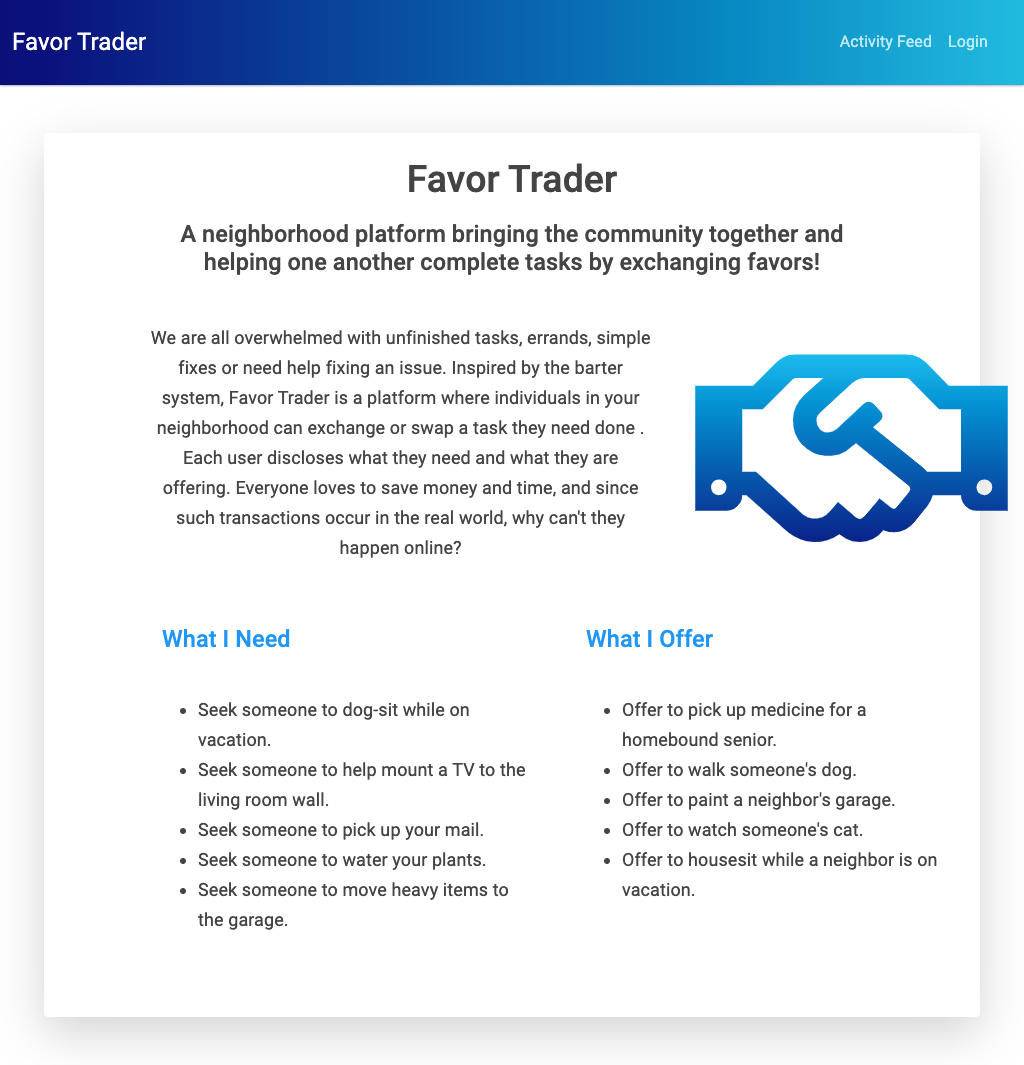 Favor Trader
Activity Feed
Login
Favor Trader
A neighborhood platform bringing the community together and
helping one another complete tasks by exchanging favors!
We are all overwhelmed with unfinished tasks, errands, simple
fixes or need help fixing an issue. Inspired by the barter
system, Favor Trader is a platform where individuals in your
neighborhood can exchange or swap a task they need done .
Each user discloses what they need and what they are
offering. Everyone loves to save money and time, and since
such transactions occur in the real world, why can't they
happen online?
What I Need
• Seek someone to dog-sit while on
vacation.
• Seek someone to help mount a TV to the
living room wall.
• Seek someone to pick up your mail.
• Seek someone to water your plants.
• Seek someone to move heavy items to
the garage.
What I Offer
• Offer to pick up medicine for a
homebound senior.
• Offer to walk someone's dog.
• Offer to paint a neighbor's garage.
• Offer to watch someone's cat.
• Offer to housesit while a neighbor is on
vacation.